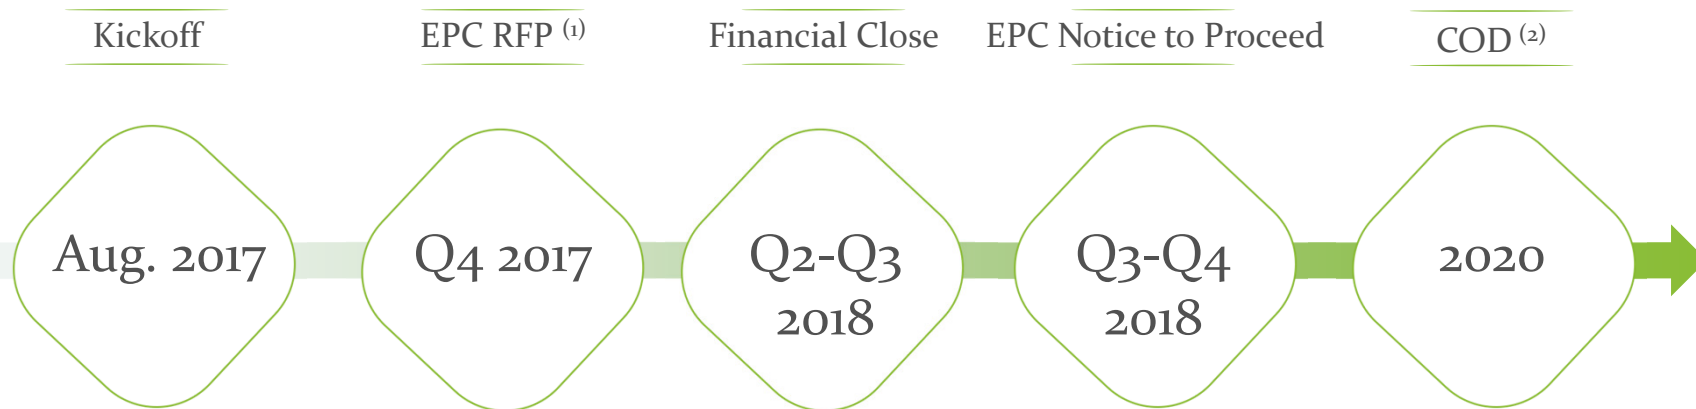 Kickoff
EPC RFP (1)
Financial Close
EPC Notice to Proceed
COD (2)
Aug. 2017
Q4 2017
Q2-Q3
2018
Q3-Q4
2018
2020